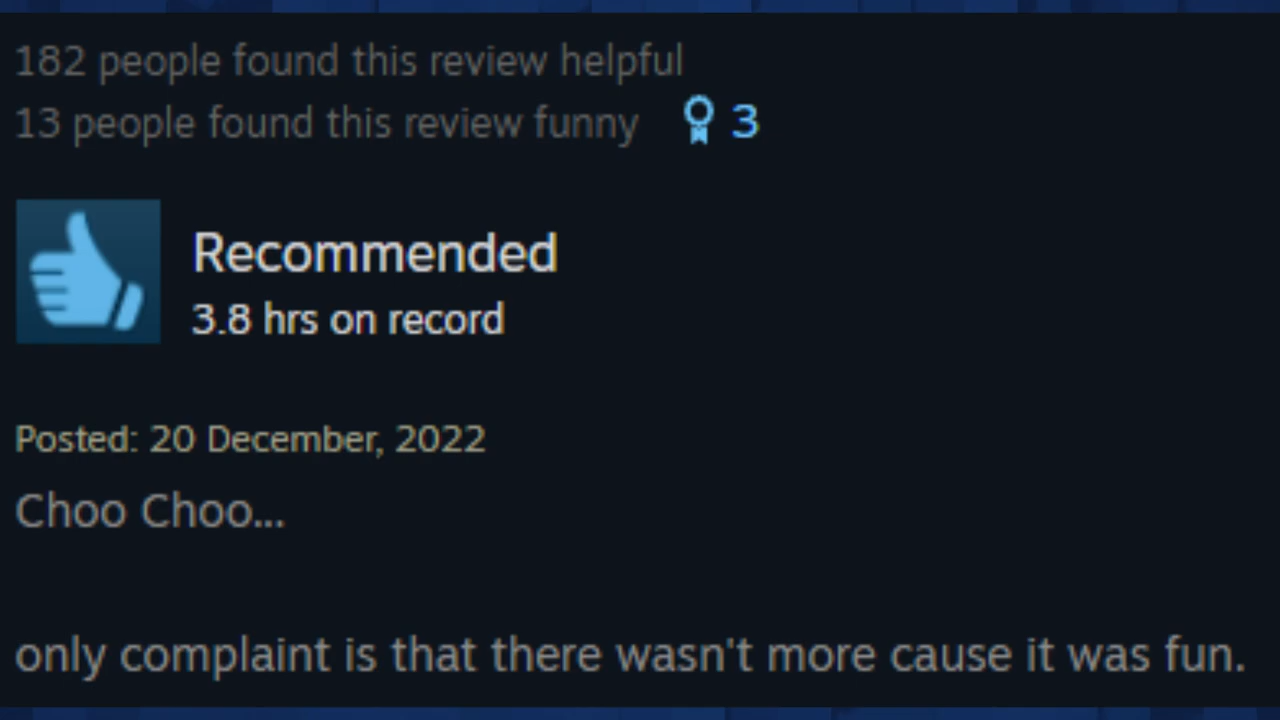 182 people found this review helpful
13 people found this review funny 3
Recommended
3.8 hrs on record
Posted: 20 December, 2022
Choo Choo...
only complaint is that there wasn't more cause it was fun.